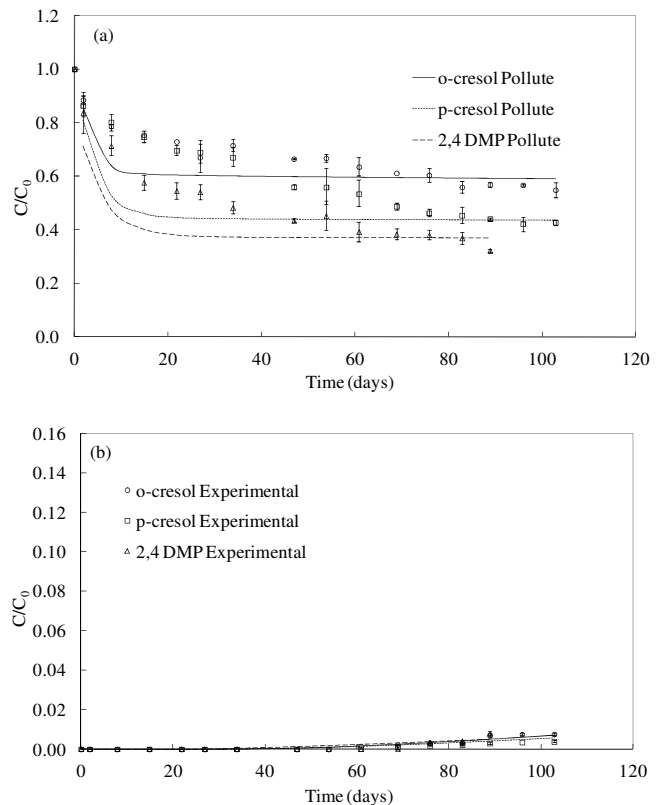 (a)
1.2
1.0
0.8
0.6
0.4
0.2
0.0
C/C0
o-cresol Pollute
p-cresol Pollute
2,4 DMP Pollute
0 20 40 60 80 100 120
Time (days)
(b)
0.16
0.14
0.12
0.10
0.08
0.06
0.04
0.02
0.00
C/C0
o-cresol Experimental
p-cresol Experimental
2,4 DMP Experimental
0 20 40 60 80 100 120
Time (days)